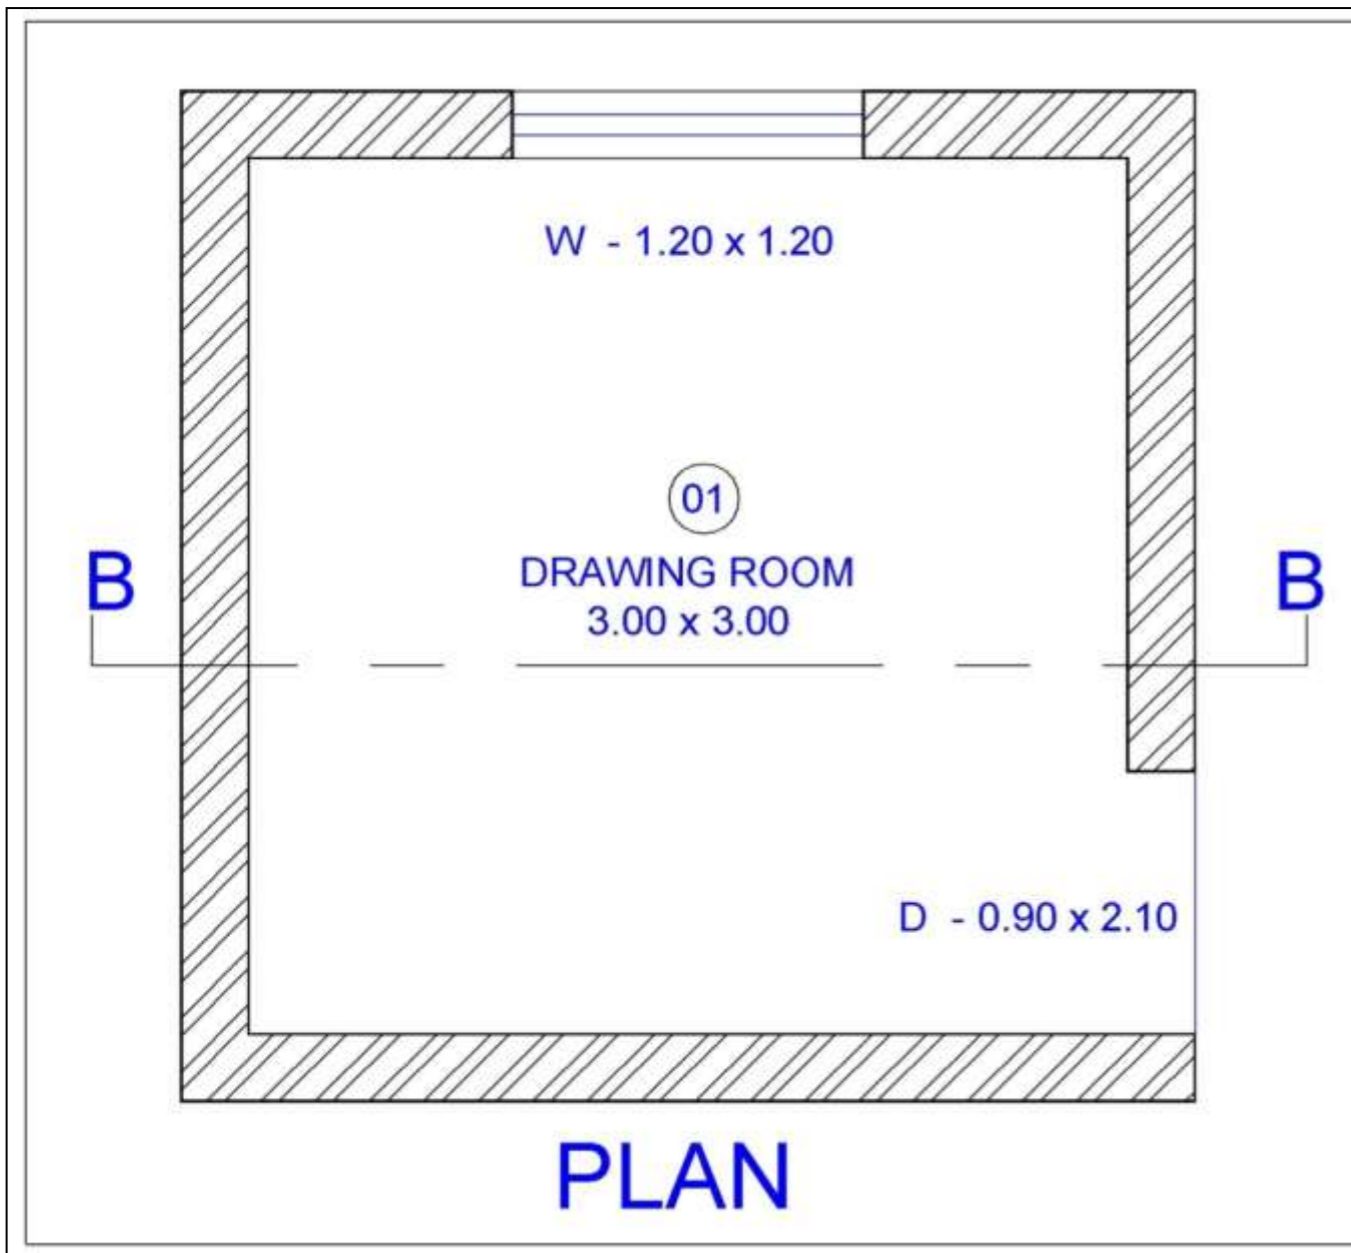 W - 1.20 x 1.20
01
DRAWING ROOM
3.00 x 3.00
B
B
D - 0.90 x 2.10
PLAN